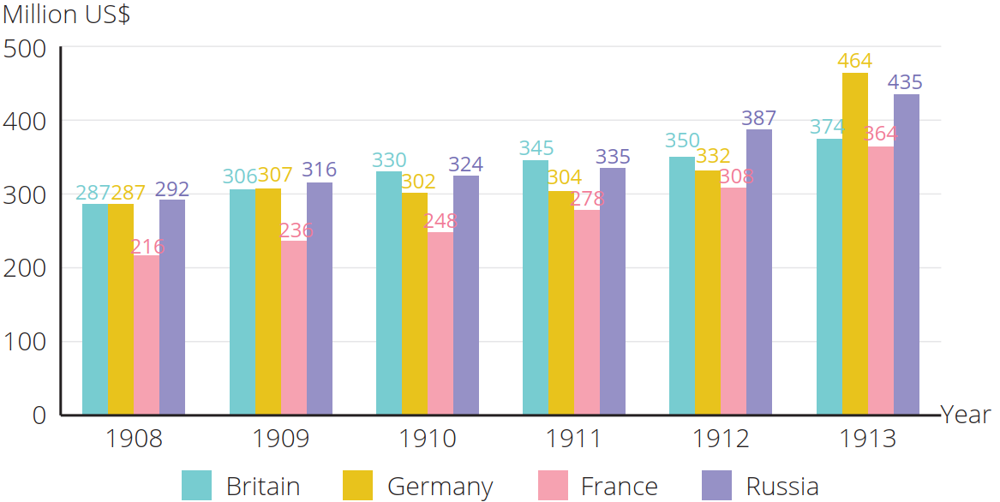 Million US$
500
400
300
200
100
0
287 287 216 292
306 307 236 316
330 302 248 324
345 304 278 335
350 332 308 387
374 464 364 435
1908 1909 1910 1911 1912 1913 Year
Britain Germany France Russia